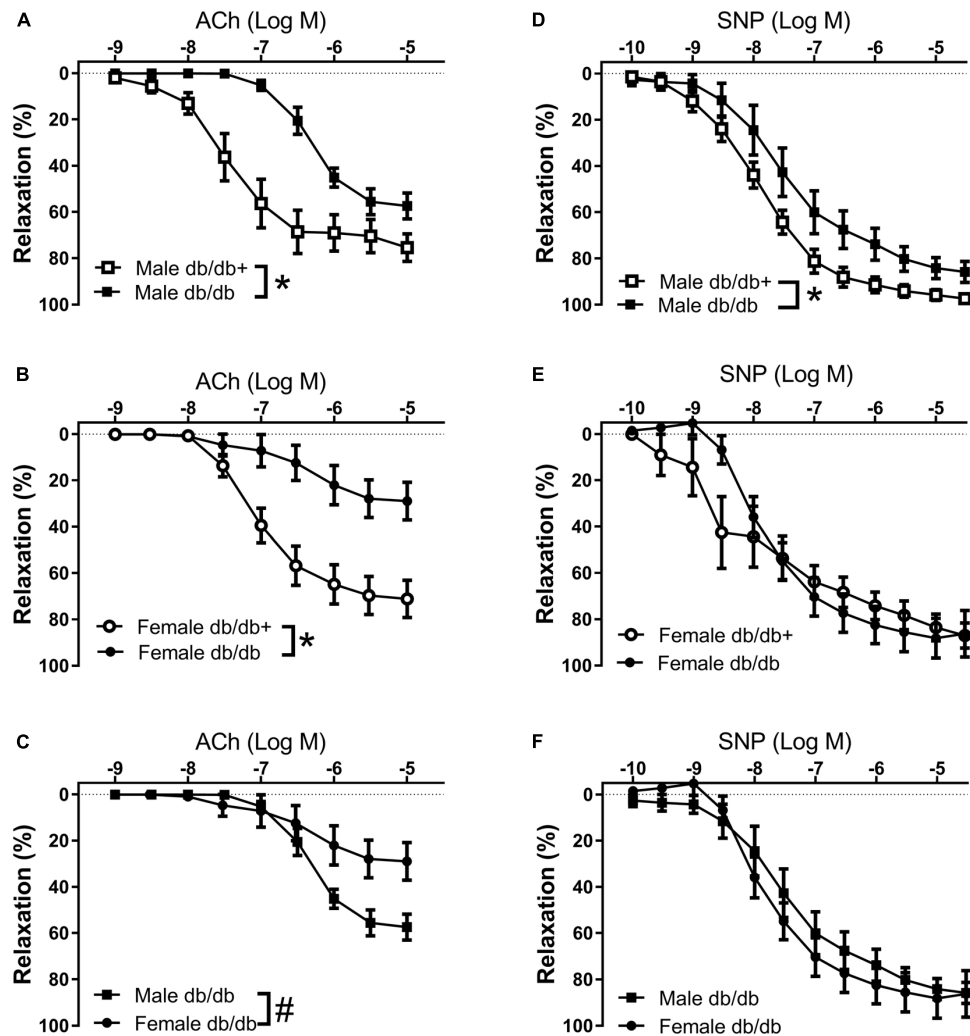 A
ACh (Log M)
-9 -8 -7 -6 -5
Relaxation (%)
0
20
40
60
80
100
Male db/db+
Male db/db
*
D
SNP (Log M)
-10 -9 -8 -7 -6 -5
Relaxation (%)
0
20
40
60
80
100
Male db/db+
Male db/db
*
B
ACh (Log M)
-9 -8 -7 -6 -5
Relaxation (%)
0
20
40
60
80
100
Female db/db+
Female db/db
*
E
SNP (Log M)
-10 -9 -8 -7 -6 -5
Relaxation (%)
0
20
40
60
80
100
Female db/db+
Female db/db
C
ACh (Log M)
-9 -8 -7 -6 -5
Relaxation (%)
0
20
40
60
80
100
Male db/db
Female db/db
#
F
SNP (Log M)
-10 -9 -8 -7 -6 -5
Relaxation (%)
0
20
40
60
80
100
Male db/db
Female db/db